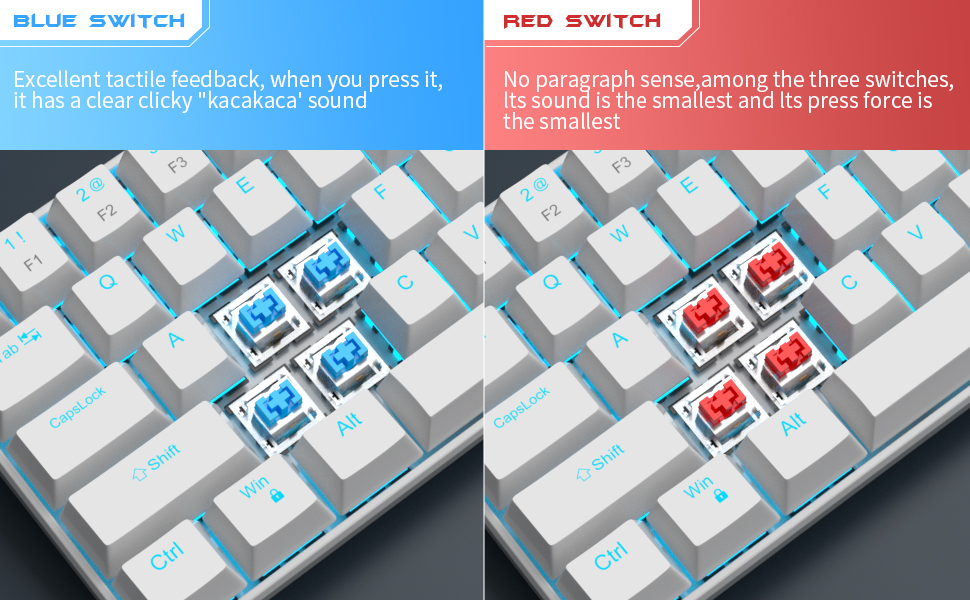 BLUE SWITCH
Excellent tactile feedback, when you press it,
it has a clear clicky "kacakaca' sound
RED SWITCH
No paragraph sense,among the three switches,
lts sound is the smallest and lts press force is
the smallest
F3
2 @
F2
1 !
F1
E
F
W
V
Q
C
A
Tab
CapsLock
Shift
Alt
Win
Ctrl
F3
2 @
F2
E
F
W
V
Q
C
A
CapsLock
Shift
Alt
Win
Ctrl